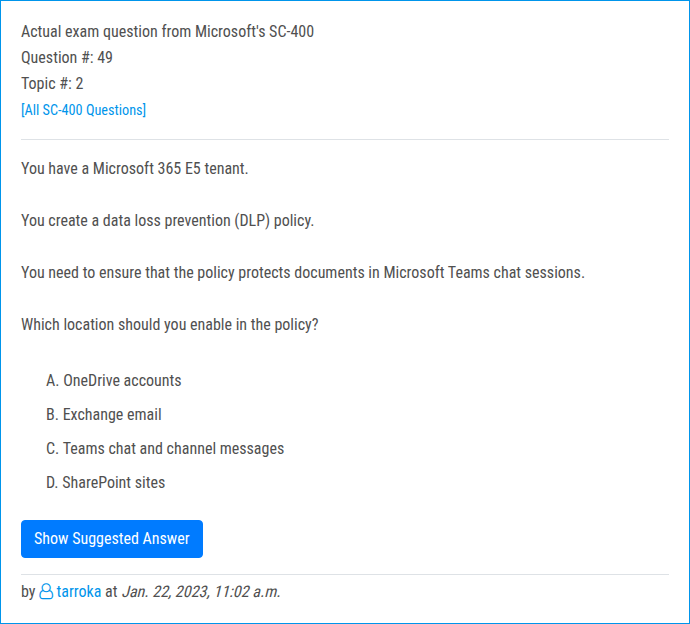 Actual exam question from Microsoft's SC-400
Question #: 49
Topic #: 2
[All SC-400 Questions]
You have a Microsoft 365 E5 tenant.
You create a data loss prevention (DLP) policy.
You need to ensure that the policy protects documents in Microsoft Teams chat sessions.
Which location should you enable in the policy?
A. OneDrive accounts
B. Exchange email
C. Teams chat and channel messages
D. SharePoint sites
Show Suggested Answer
by tarroka at Jan. 22, 2023, 11:02 a.m.